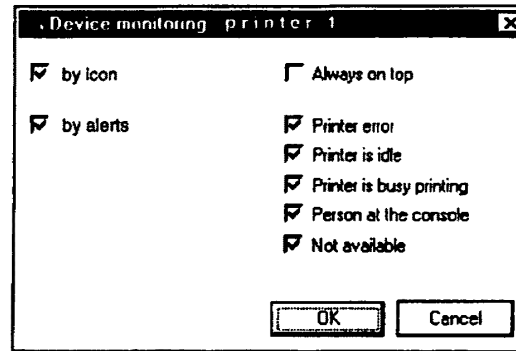 Device monitoring printer 1
by icon
Always on top
by alerts
Printer error
Printer is idle
Printer is busy printing
Person at the console
Not available
OK
Cancel